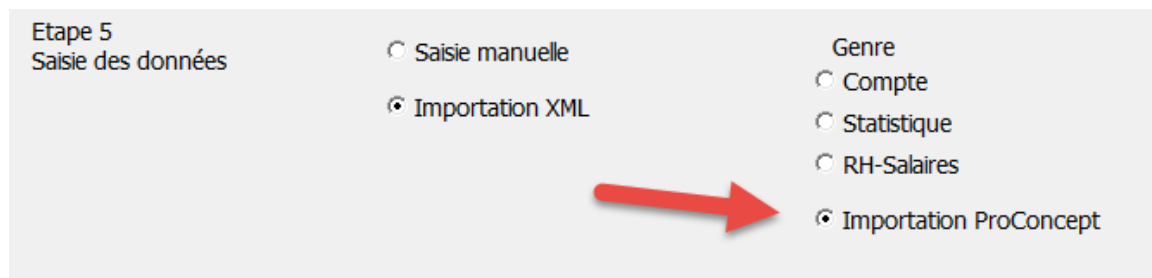 Etape 5
Saisie des données
Saisie manuelle
Importation XML
Genre
Compte
Statistique
RH-Salaires
Importation ProConcept